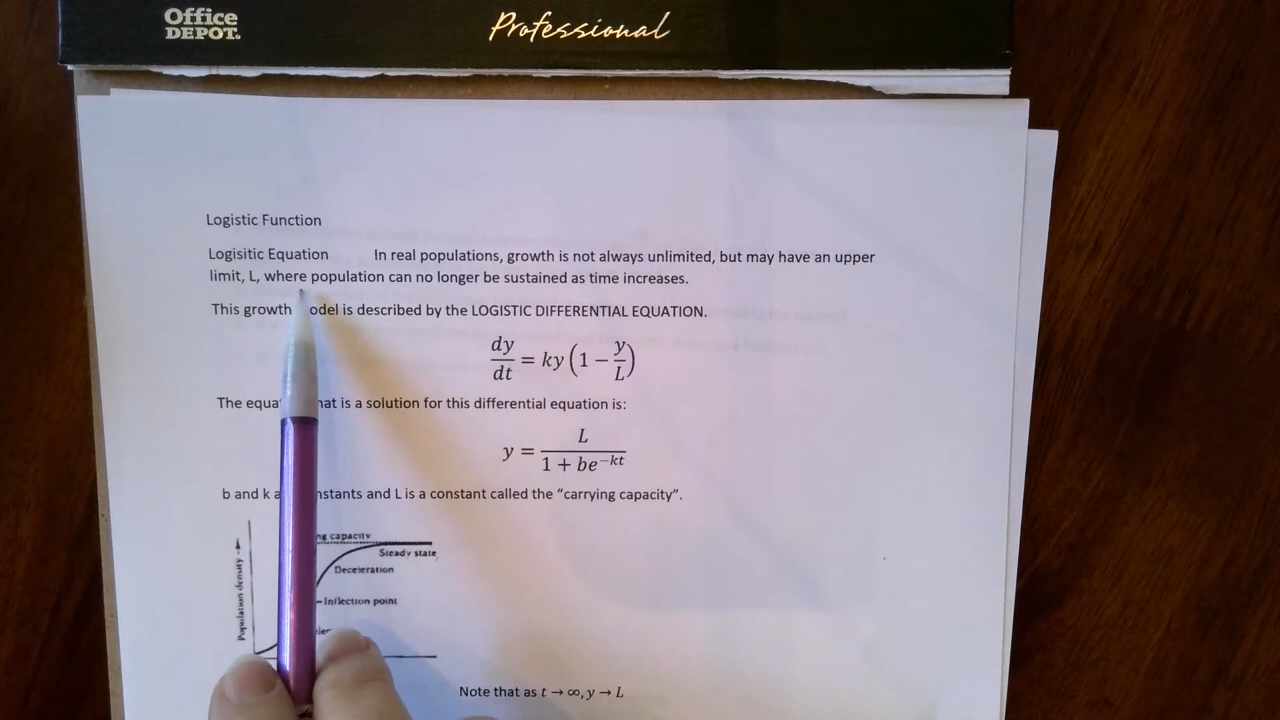 Office
DEPOT.
Professional
Logistic Function
Logisitic Equation In real populations, growth is not always unlimited, but may have an upper
limit, L, where population can no longer be sustained as time increases.
This growth odel is described by the LOGISTIC DIFFERENTIAL EQUATION.
dy/dt = ky(1 − y/L)
The equa hat is a solution for this differential equation is:
y = L/(1 + be^{−kt})
b and k a nstants and L is a constant called the “carrying capacity”.
ng capacity
Steady state
Deceleration
Inflection point
Population density
Note that as t → ∞, y → L